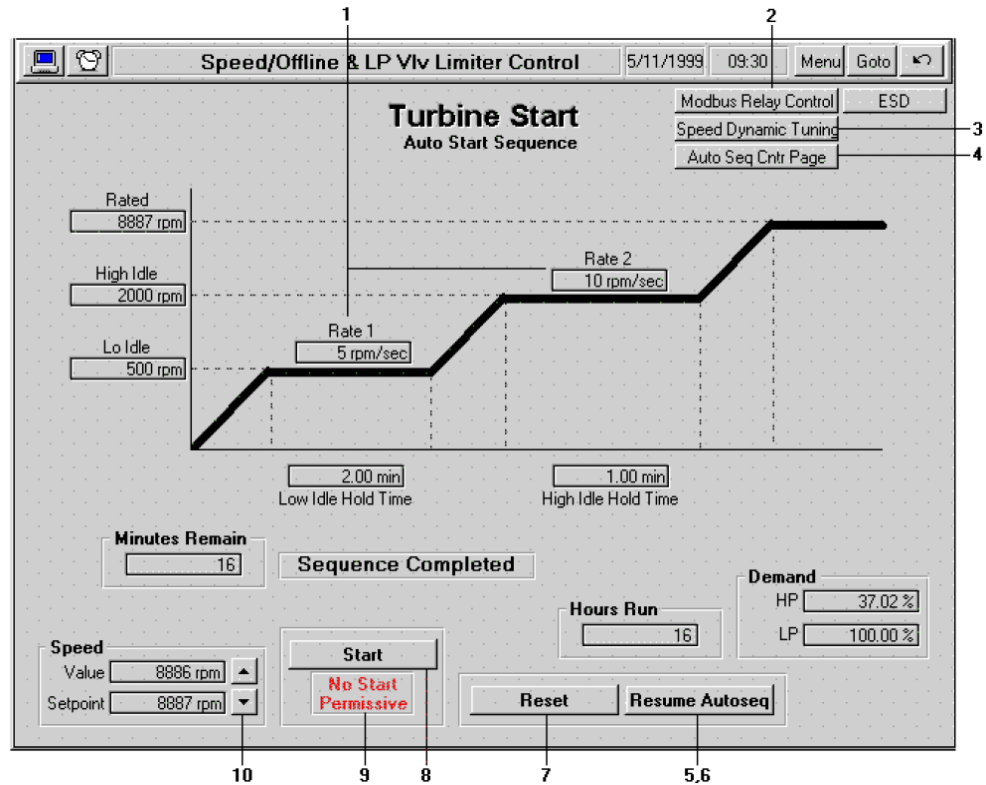 1
2
Speed/Offline & LP Vlv Limiter Control 5/11/1999 09:30 Menu Goto
Turbine Start
Auto Start Sequence
Modbus Relay Control ESD
Speed Dynamic Tuning 3
Auto Seq Cntr Page 4
Rated
8887 rpm
High Idle
2000 rpm
Lo Idle
500 rpm
Rate 2
10 rpm/sec
Rate 1
5 rpm/sec
2.00 min
Low Idle Hold Time
1.00 min
High Idle Hold Time
Minutes Remain
16
Sequence Completed
Hours Run
16
Demand
HP 37.02 %
LP 100.00 %
Speed
Value 8886 rpm
Setpoint 8887 rpm
Start
No Start
Permissive
Reset
Resume Autoseq
10
9
8
7
5,6